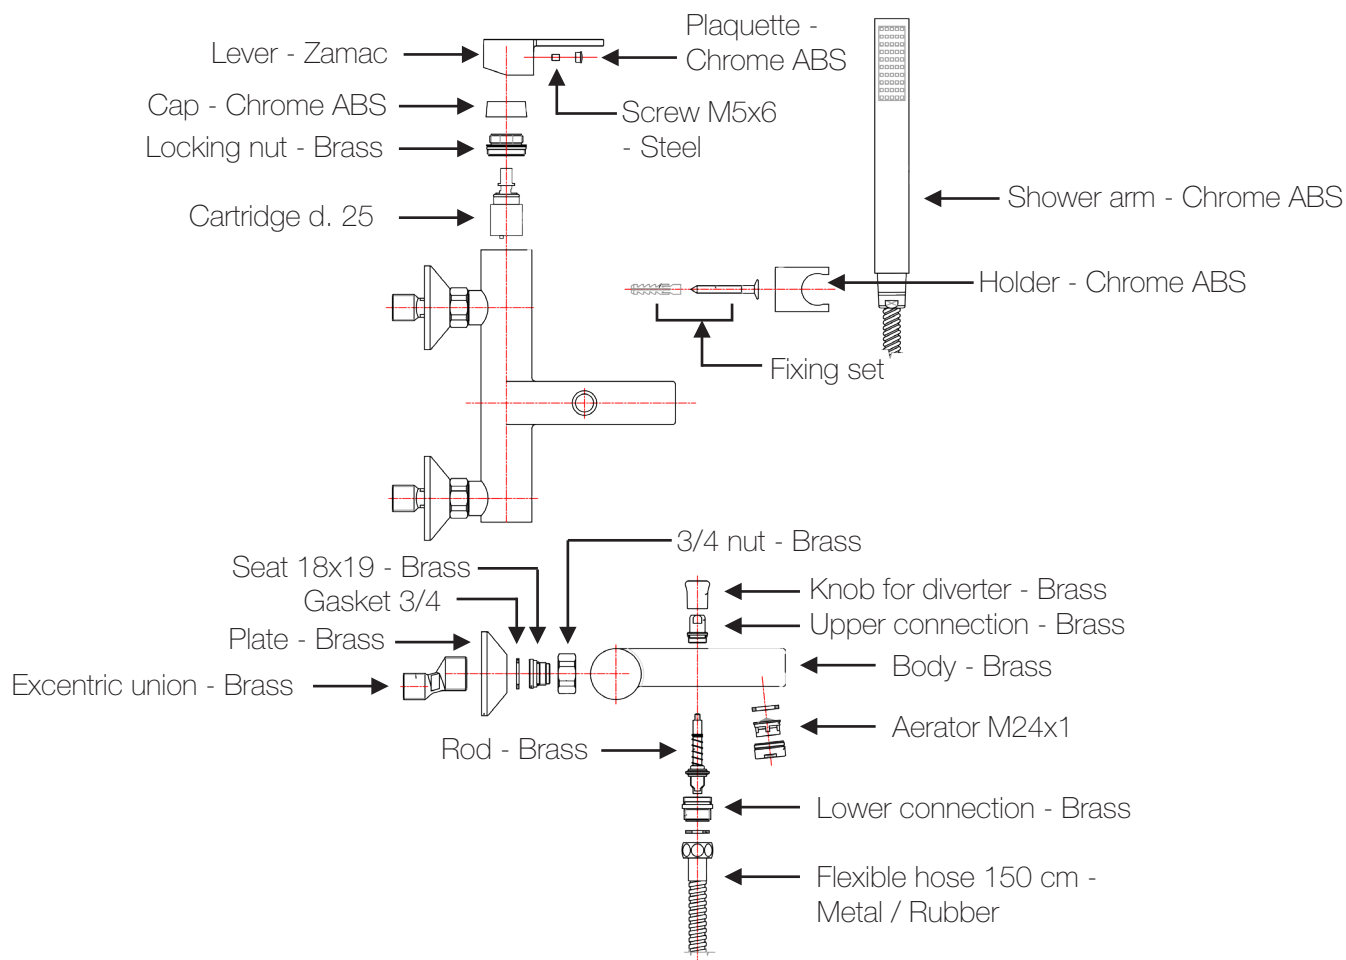 Plaquette -
Chrome ABS
Lever - Zamac
Cap - Chrome ABS
Screw M5x6
- Steel
Locking nut - Brass
Cartridge d. 25
Shower arm - Chrome ABS
Holder - Chrome ABS
Fixing set
3/4 nut - Brass
Seat 18x19 - Brass
Gasket 3/4
Plate - Brass
Excentric union - Brass
Knob for diverter - Brass
Upper connection - Brass
Body - Brass
Aerator M24x1
Rod - Brass
Lower connection - Brass
Flexible hose 150 cm -
Metal / Rubber